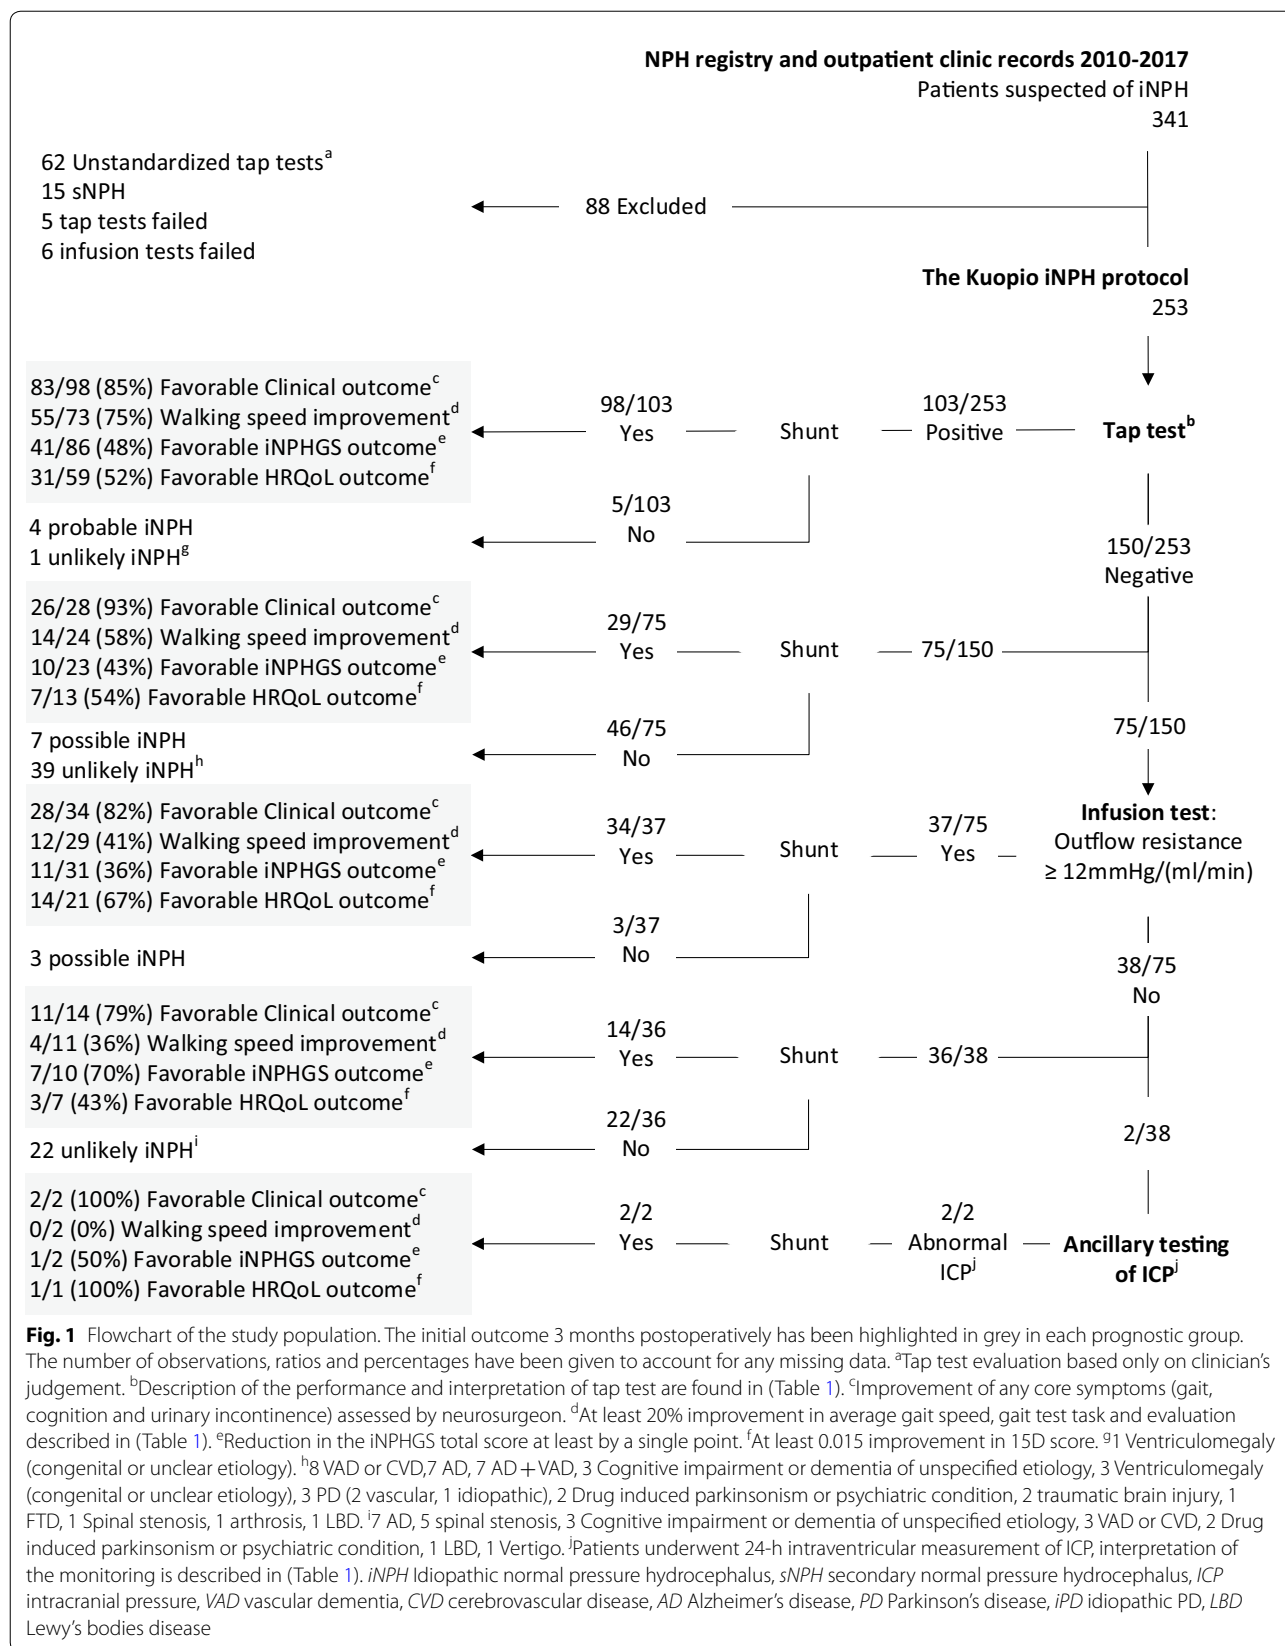 NPH registry and outpatient clinic records 2010-2017
Patients suspected of iNPH
341
62 Unstandardized tap testsᵃ
15 sNPH
5 tap tests failed
6 infusion tests failed
88 Excluded
The Kuopio iNPH protocol
253
83/98 (85%) Favorable Clinical outcomeᶜ
55/73 (75%) Walking speed improvementᵈ
41/86 (48%) Favorable iNPHGS outcomeᵉ
31/59 (52%) Favorable HRQoL outcomeᶠ
98/103
Yes
Shunt
103/253
Positive
Tap testᵇ
5/103
No
4 probable iNPH
1 unlikely iNPHᵍ
150/253
Negative
26/28 (93%) Favorable Clinical outcomeᶜ
14/24 (58%) Walking speed improvementᵈ
10/23 (43%) Favorable iNPHGS outcomeᵉ
7/13 (54%) Favorable HRQoL outcomeᶠ
29/75
Yes
Shunt
75/150
46/75
No
7 possible iNPH
39 unlikely iNPHʰ
75/150
28/34 (82%) Favorable Clinical outcomeᶜ
12/29 (41%) Walking speed improvementᵈ
11/31 (36%) Favorable iNPHGS outcomeᵉ
14/21 (67%) Favorable HRQoL outcomeᶠ
34/37
Yes
Shunt
37/75
Yes
Infusion test:
Outflow resistance
≥ 12mmHg/(ml/min)
3/37
No
3 possible iNPH
38/75
No
11/14 (79%) Favorable Clinical outcomeᶜ
4/11 (36%) Walking speed improvementᵈ
7/10 (70%) Favorable iNPHGS outcomeᵉ
3/7 (43%) Favorable HRQoL outcomeᶠ
14/36
Yes
Shunt
36/38
22/36
No
22 unlikely iNPHⁱ
2/38
2/2 (100%) Favorable Clinical outcomeᶜ
0/2 (0%) Walking speed improvementᵈ
1/2 (50%) Favorable iNPHGS outcomeᵉ
1/1 (100%) Favorable HRQoL outcomeᶠ
2/2
Yes
Shunt
2/2
Abnormal
ICPʲ
Ancillary testing
of ICPʲ
Fig. 1 Flowchart of the study population. The initial outcome 3 months postoperatively has been highlighted in grey in each prognostic group.
The number of observations, ratios and percentages have been given to account for any missing data. ᵃTap test evaluation based only on clinician's
judgement. ᵇDescription of the performance and interpretation of tap test are found in (Table 1). ᶜImprovement of any core symptoms (gait,
cognition and urinary incontinence) assessed by neurosurgeon. ᵈAt least 20% improvement in average gait speed, gait test task and evaluation
described in (Table 1). ᵉReduction in the iNPHGS total score at least by a single point. ᶠAt least 0.015 improvement in 15D score. ᵍ1 Ventriculomegaly
(congenital or unclear etiology). ʰ8 VAD or CVD,7 AD, 7 AD + VAD, 3 Cognitive impairment or dementia of unspecified etiology, 3 Ventriculomegaly
(congenital or unclear etiology), 3 PD (2 vascular, 1 idiopathic), 2 Drug induced parkinsonism or psychiatric condition, 2 traumatic brain injury, 1
FTD, 1 Spinal stenosis, 1 arthrosis, 1 LBD. ⁱ7 AD, 5 spinal stenosis, 3 Cognitive impairment or dementia of unspecified etiology, 3 VAD or CVD, 2 Drug
induced parkinsonism or psychiatric condition, 1 LBD, 1 Vertigo. ʲPatients underwent 24-h intraventricular measurement of ICP, interpretation of
the monitoring is described in (Table 1). iNPH Idiopathic normal pressure hydrocephalus, sNPH secondary normal pressure hydrocephalus, ICP
intracranial pressure, VAD vascular dementia, CVD cerebrovascular disease, AD Alzheimer's disease, PD Parkinson's disease, iPD idiopathic PD, LBD
Lewy's bodies disease